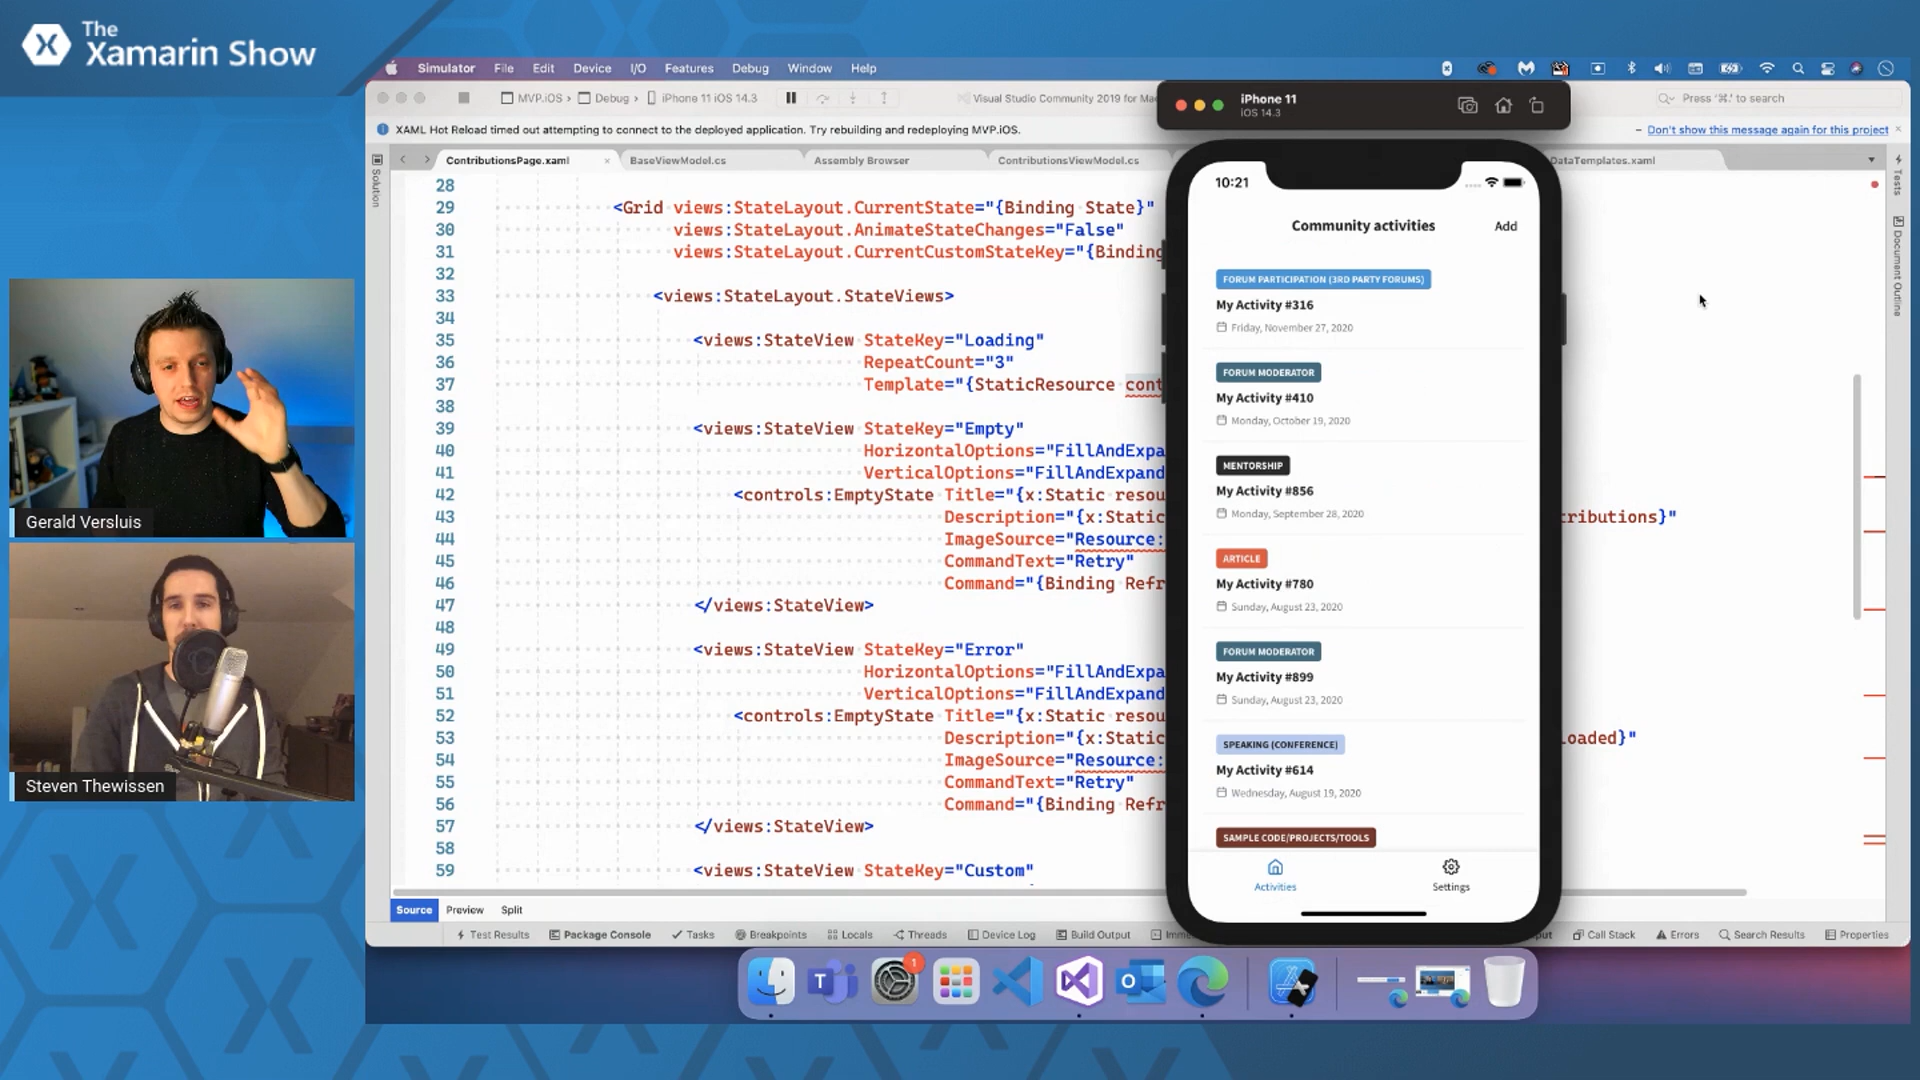 The
Xamarin Show
Simulator File Edit Device I/O Features Debug Window Help
MVP.iOS › Debug › iPhone 11 iOS 14.3
Visual Studio Community 2019 for Mac
Press '⌘.' to search
XAML Hot Reload timed out attempting to connect to the deployed application. Try rebuilding and redeploying MVP.iOS.
Don't show this message again for this project
Solution
ContributionsPage.xaml
BaseViewModel.cs
Assembly Browser
ContributionsViewModel.cs
DataTemplates.xaml
Tests
Document Outline
28
29 <Grid views:StateLayout.CurrentState="{Binding State}"
30 views:StateLayout.AnimateStateChanges="False"
31 views:StateLayout.CurrentCustomStateKey="{Binding
32
33 <views:StateLayout.StateViews>
34
35 <views:StateView StateKey="Loading"
36 RepeatCount="3"
37 Template="{StaticResource cont
38
39 <views:StateView StateKey="Empty"
40 HorizontalOptions="FillAndExpa
41 VerticalOptions="FillAndExpand
42 <controls:EmptyState Title="{x:Static resou
43 Description="{x:Static tributions}"
44 ImageSource="Resource:
45 CommandText="Retry"
46 Command="{Binding Refr
47 </views:StateView>
48
49 <views:StateView StateKey="Error"
50 HorizontalOptions="FillAndExpa
51 VerticalOptions="FillAndExpand
52 <controls:EmptyState Title="{x:Static resou
53 Description="{x:Static loaded}"
54 ImageSource="Resource:
55 CommandText="Retry"
56 Command="{Binding Refr
57 </views:StateView>
58
59 <views:StateView StateKey="Custom"
iPhone 11
iOS 14.3
10:21
Community activities Add
FORUM PARTICIPATION (3RD PARTY FORUMS)
My Activity #316
Friday, November 27, 2020
FORUM MODERATOR
My Activity #410
Monday, October 19, 2020
MENTORSHIP
My Activity #856
Monday, September 28, 2020
ARTICLE
My Activity #780
Sunday, August 23, 2020
FORUM MODERATOR
My Activity #899
Sunday, August 23, 2020
SPEAKING (CONFERENCE)
My Activity #614
Wednesday, August 19, 2020
SAMPLE CODE/PROJECTS/TOOLS
Activities Settings
Gerald Versluis
Steven Thewissen
Source Preview Split
Test Results Package Console Tasks Breakpoints Locals Threads Device Log Build Output Imme put Call Stack Errors Search Results Properties
1